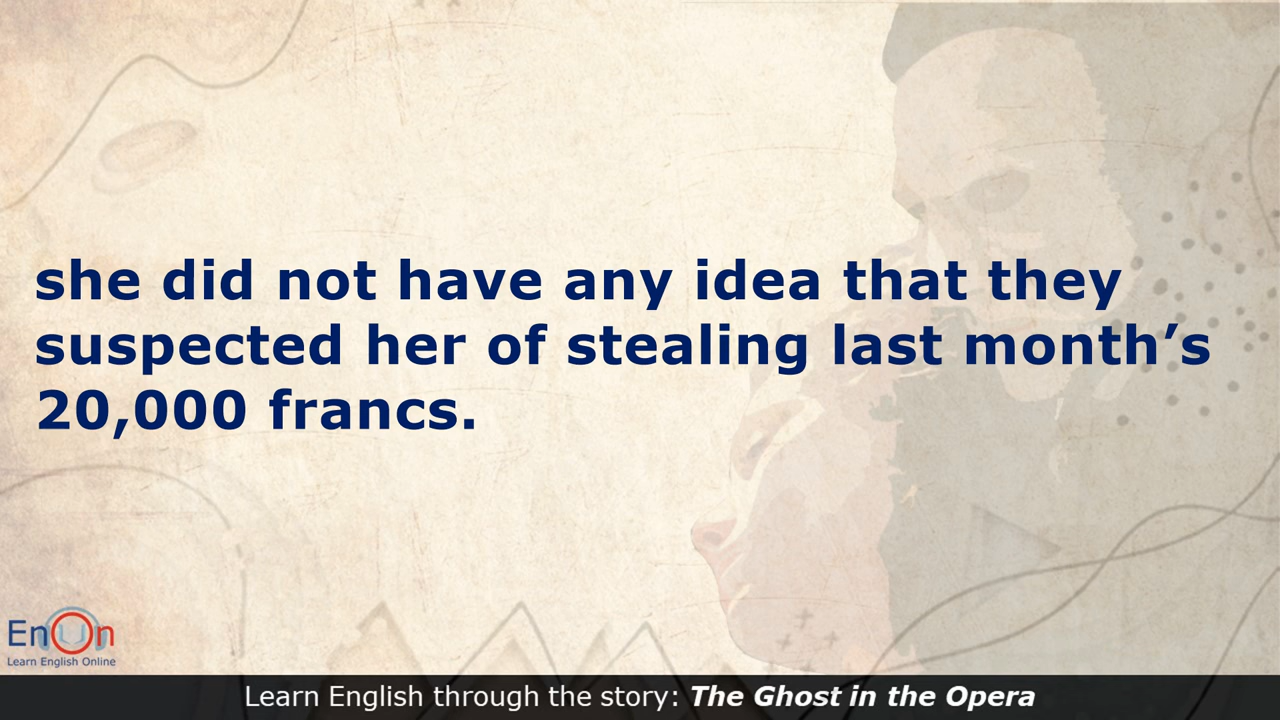 she did not have any idea that they
suspected her of stealing last month’s
20,000 francs.
EnOn
Learn English Online
Learn English through the story: The Ghost in the Opera